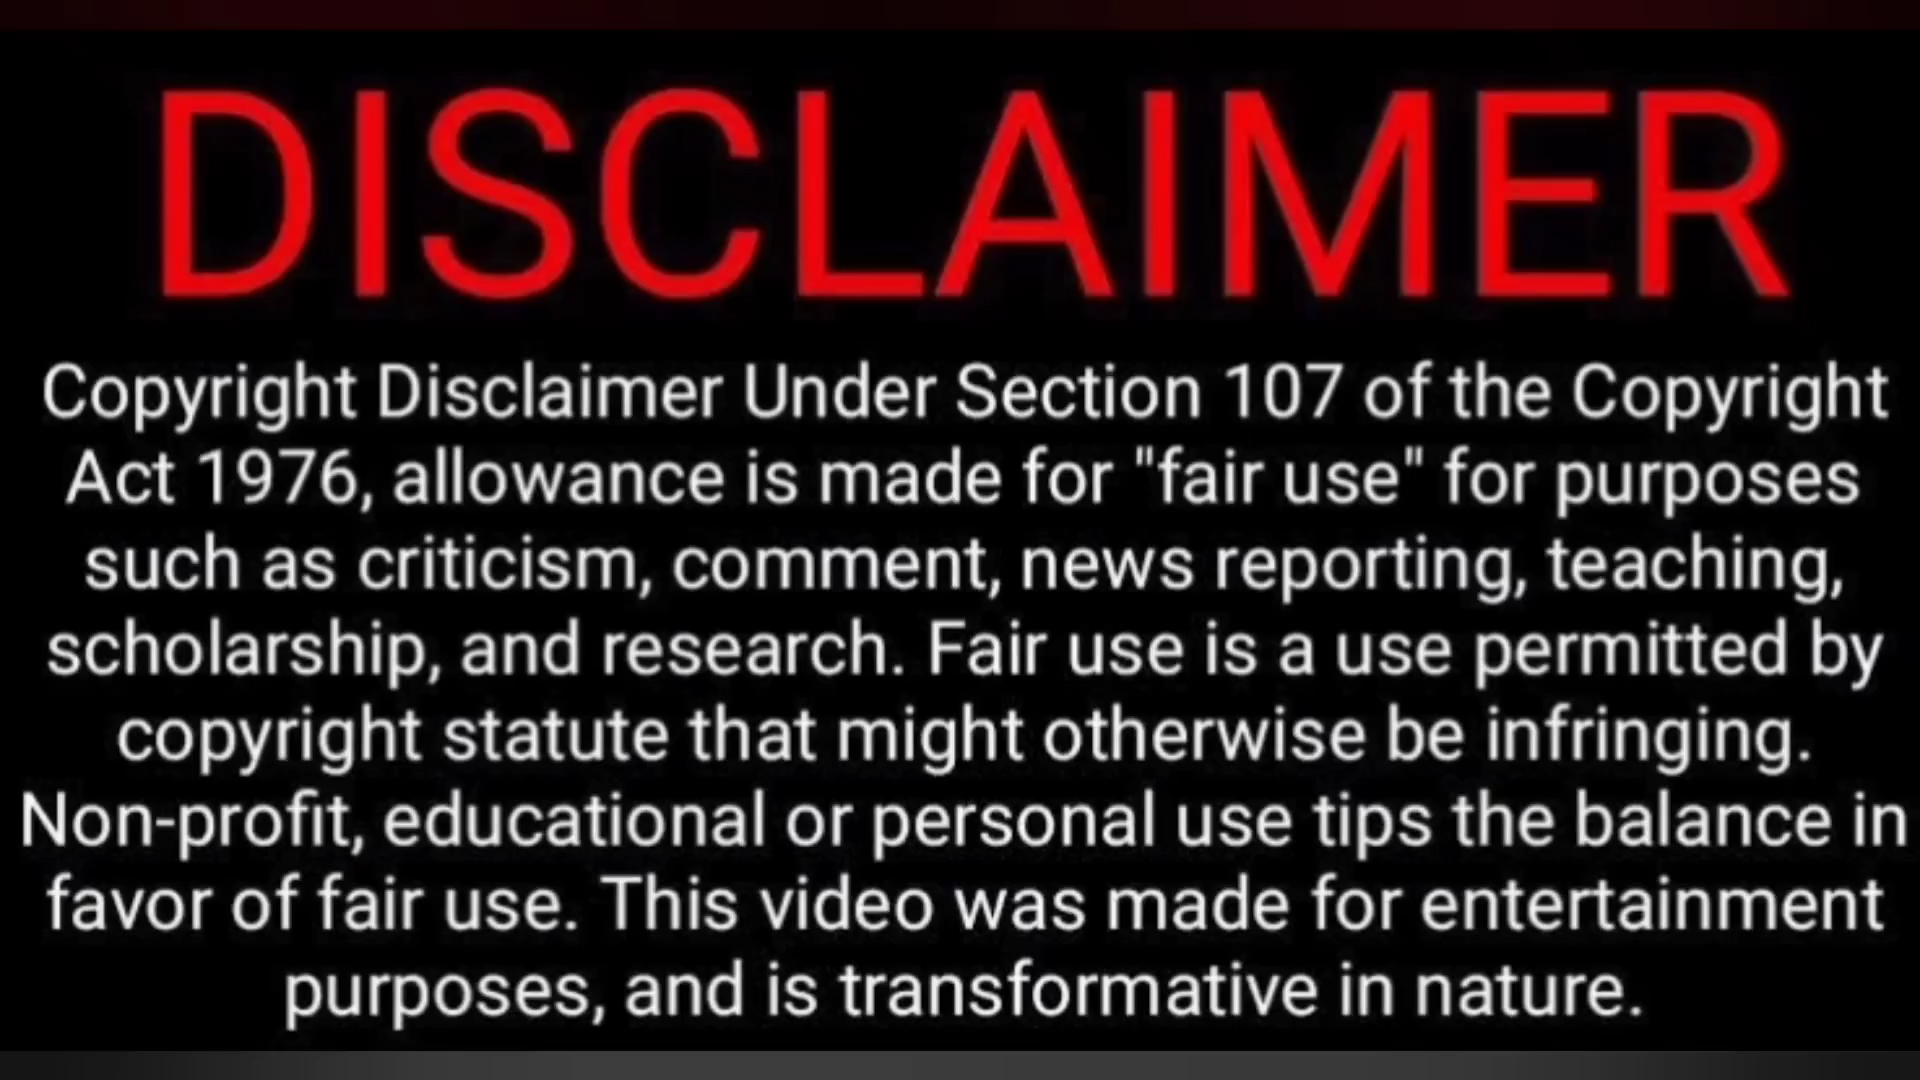 DISCLAIMER
Copyright Disclaimer Under Section 107 of the Copyright
Act 1976, allowance is made for "fair use" for purposes
such as criticism, comment, news reporting, teaching,
scholarship, and research. Fair use is a use permitted by
copyright statute that might otherwise be infringing.
Non-profit, educational or personal use tips the balance in
favor of fair use. This video was made for entertainment
purposes, and is transformative in nature.